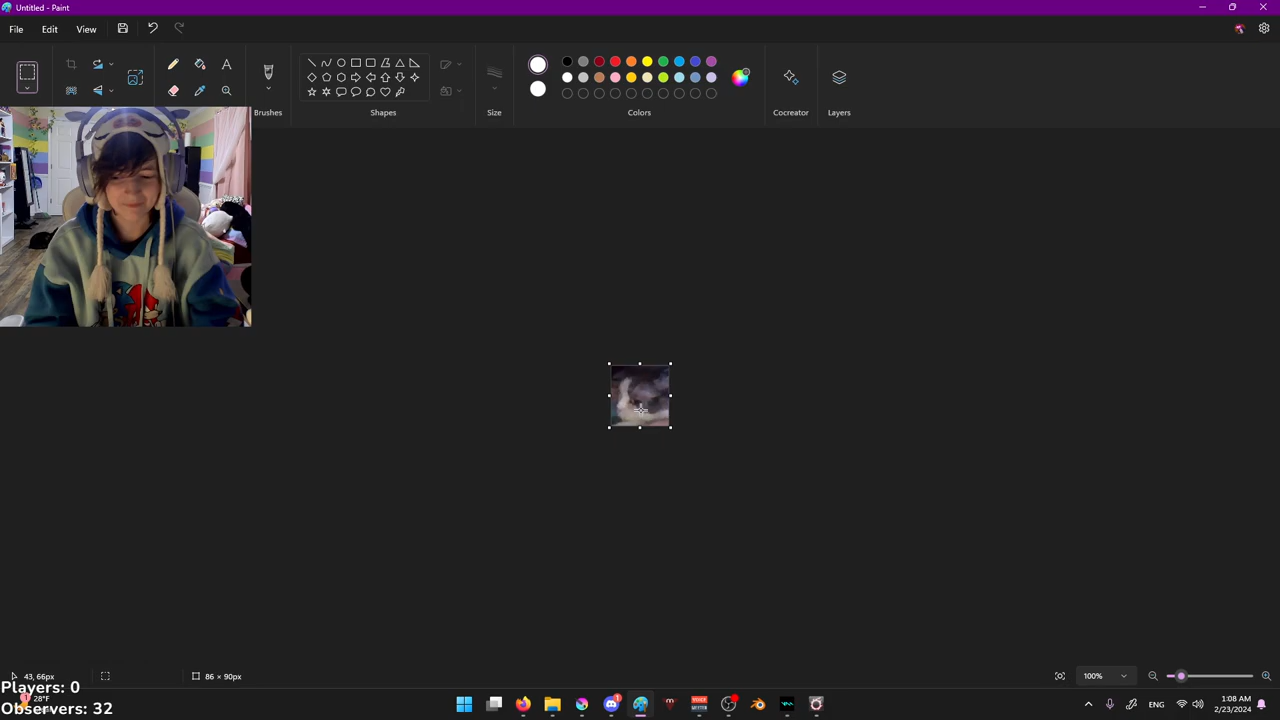 Untitled - Paint
File Edit View
Brushes Shapes Size Colors Cocreator Layers
43, 66px 86 × 90px 100%
Players: 0
28°F
Observers: 32
ENG 1:08 AM
2/23/2024